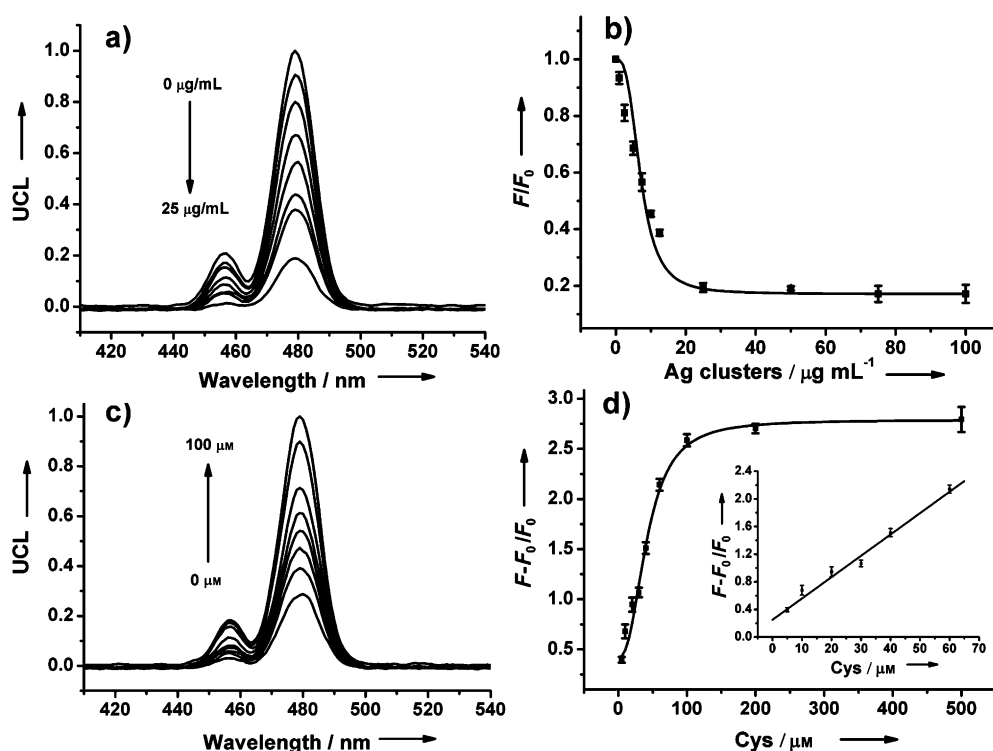 a)
UCL
1.0
0.8
0.6
0.4
0.2
0.0
0 µg/mL
25 µg/mL
420 440 460 480 500 520 540
Wavelength / nm
b)
F/F0
1.0
0.8
0.6
0.4
0.2
0 20 40 60 80 100
Ag clusters / µg mL-1
c)
UCL
1.0
0.8
0.6
0.4
0.2
0.0
100 µM
0 µM
420 440 460 480 500 520 540
Wavelength / nm
d)
F-F0/F0
3.0
2.5
2.0
1.5
1.0
0.5
0.0
0 100 200 300 400 500
Cys / µM
F-F0/F0
2.4
2.0
1.6
1.2
0.8
0.4
0.0
0 10 20 30 40 50 60 70
Cys / µM